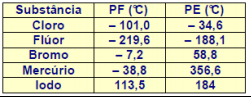 Substância PF (ºC) PE (ºC)
Cloro – 101,0 – 34,6
Flúor – 219,6 – 188,1
Bromo – 7,2 58,8
Mercúrio – 38,8 356,6
Iodo 113,5 184